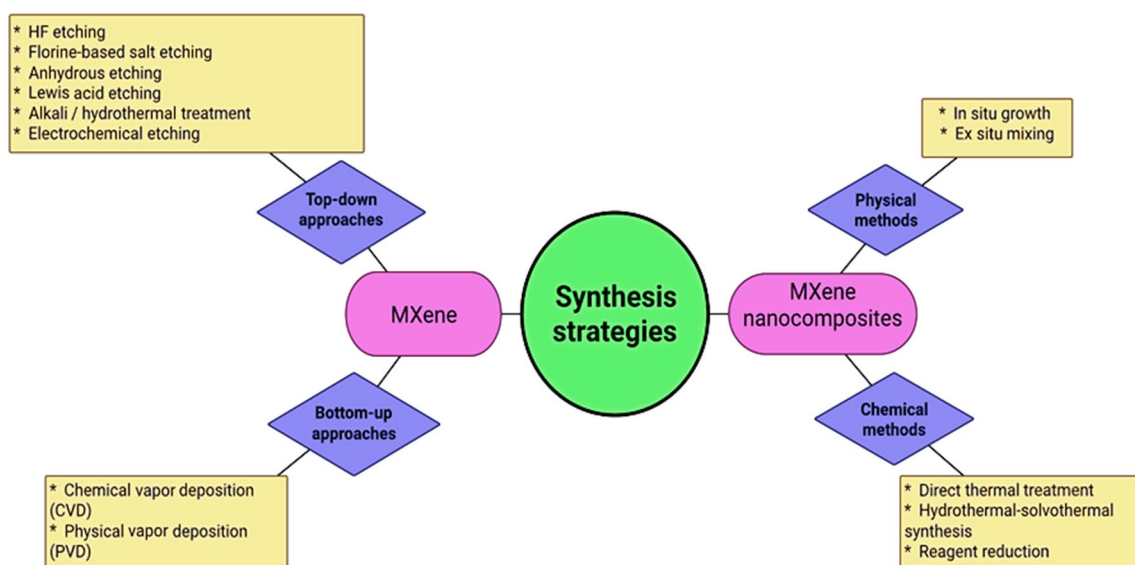 * HF etching
* Florine-based salt etching
* Anhydrous etching
* Lewis acid etching
* Alkali / hydrothermal treatment
* Electrochemical etching
Top-down
approaches
MXene
Bottom-up
approaches
* Chemical vapor deposition
(CVD)
* Physical vapor deposition
(PVD)
Synthesis
strategies
* In situ growth
* Ex situ mixing
Physical
methods
MXene
nanocomposites
Chemical
methods
* Direct thermal treatment
* Hydrothermal-solvothermal
synthesis
* Reagent reduction